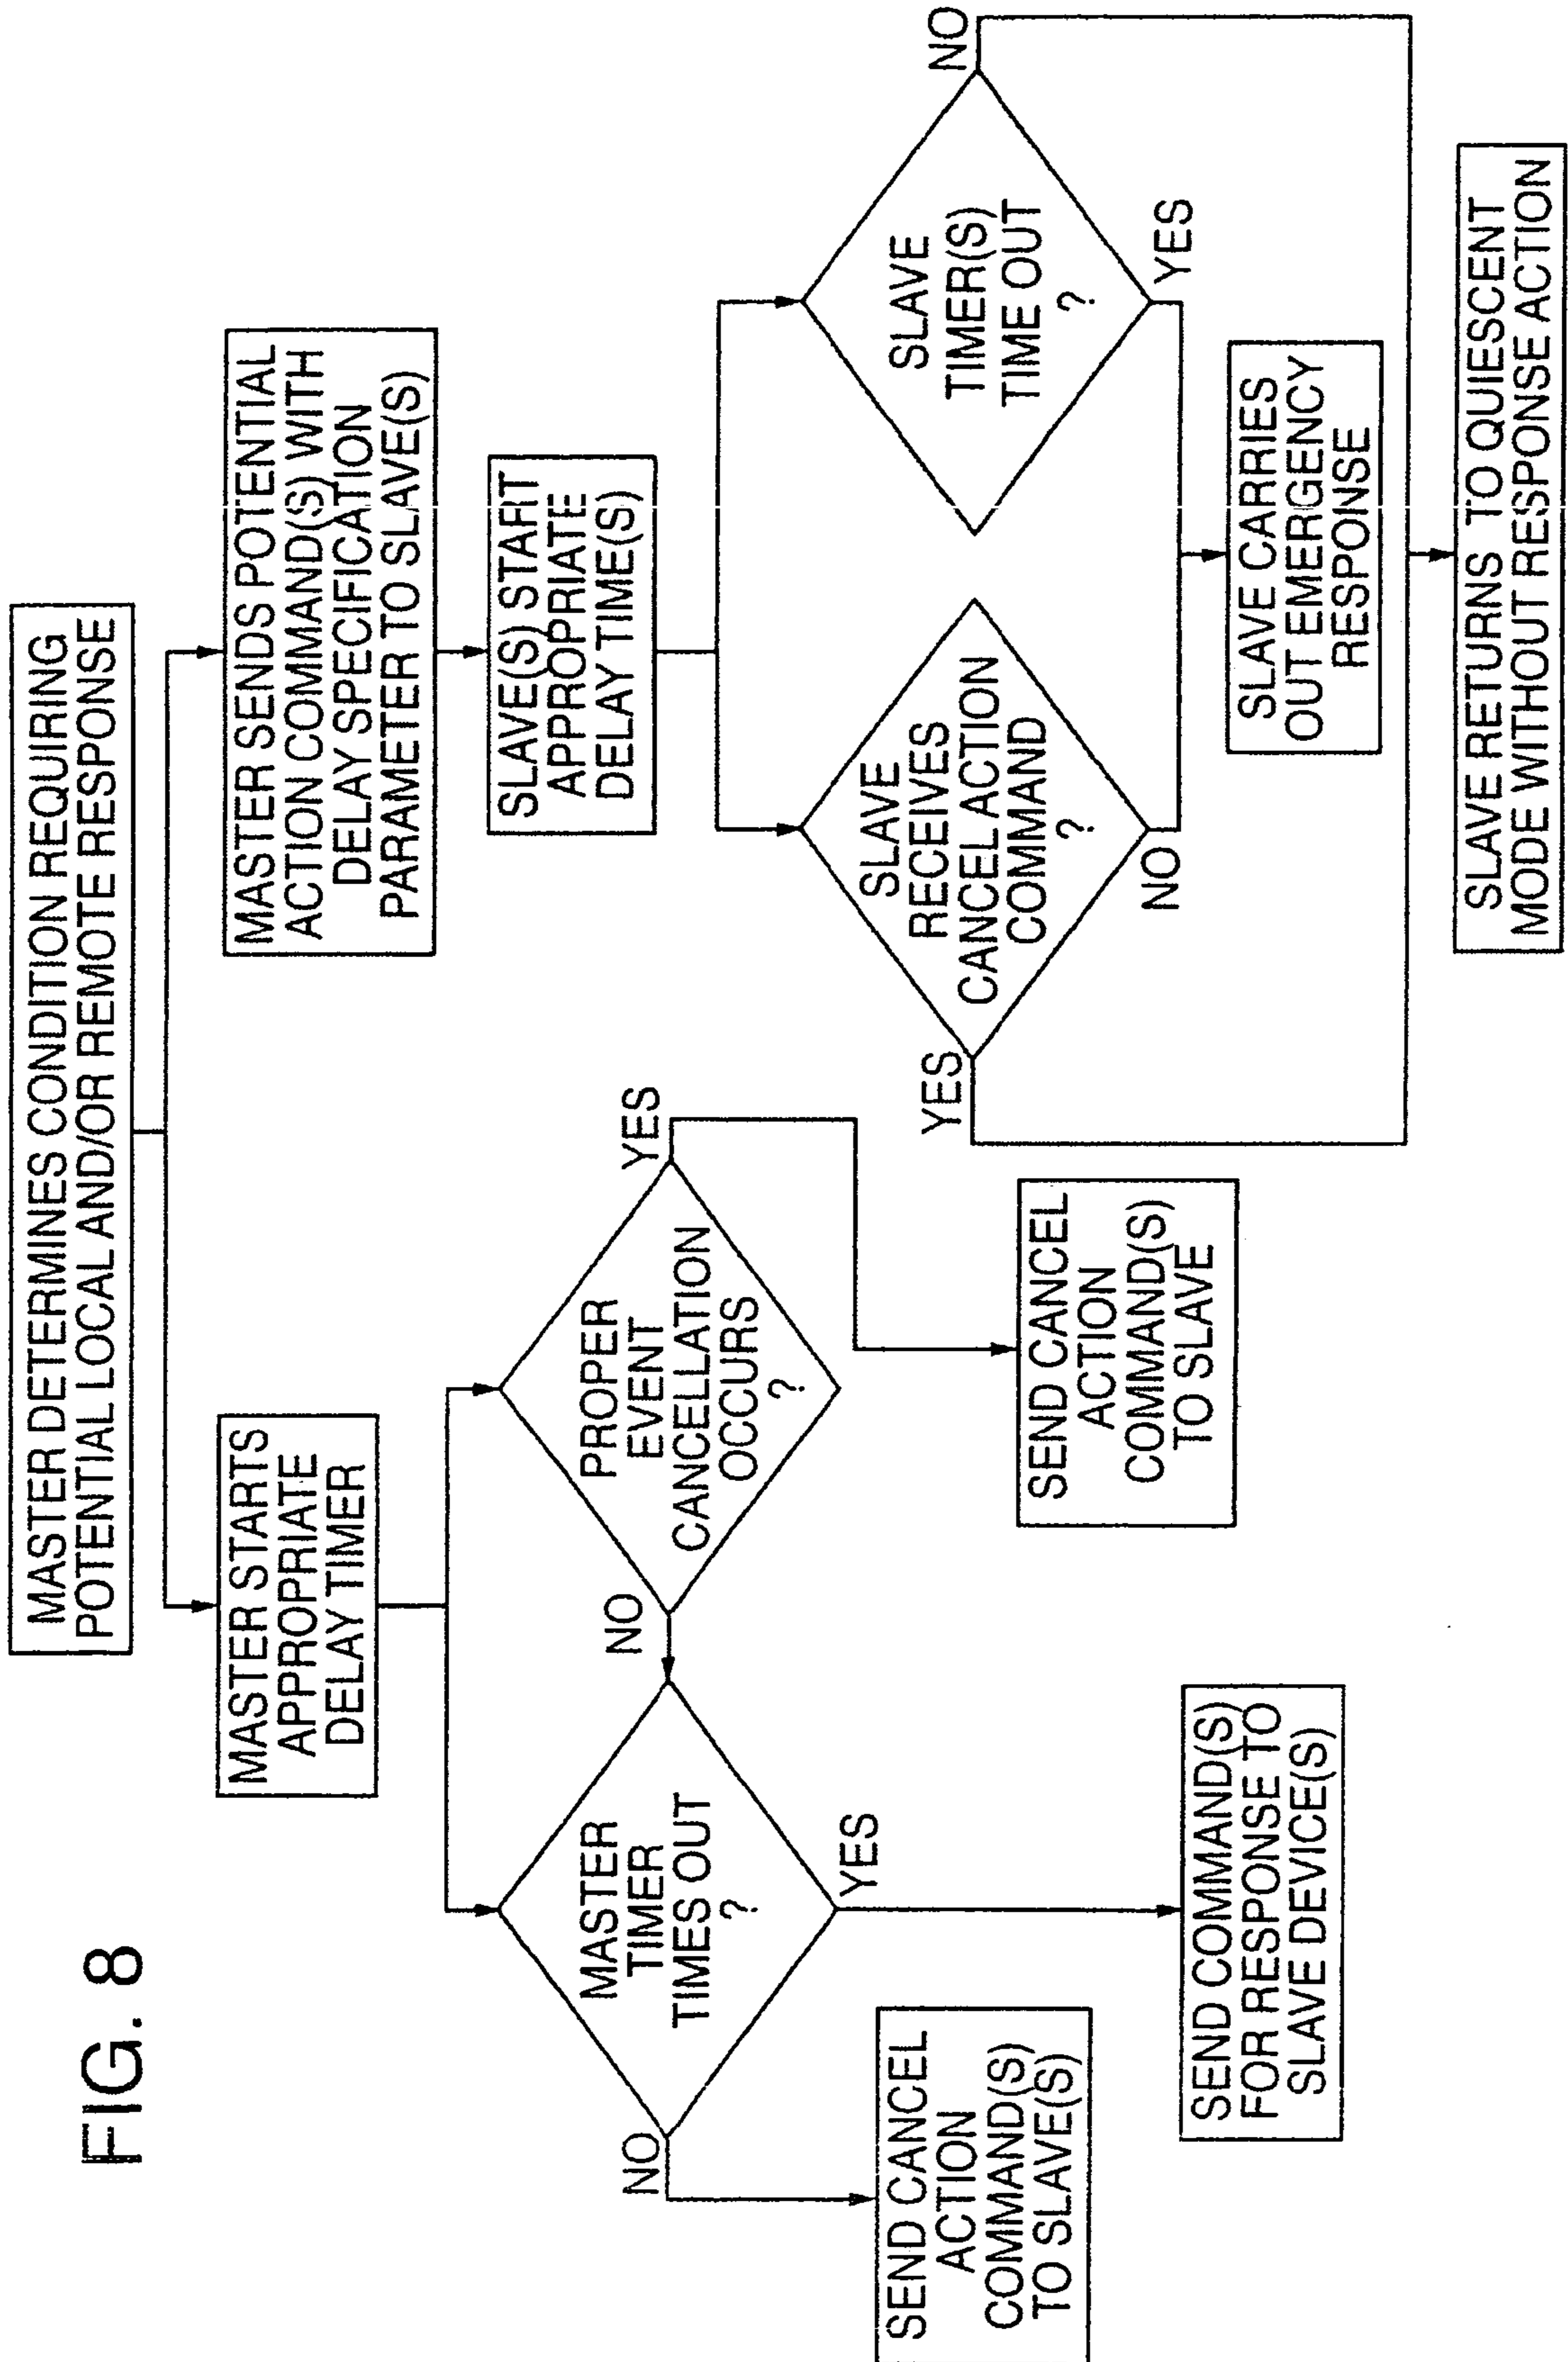 FIG. 8
MASTER DETERMINES CONDITION REQUIRING
POTENTIAL LOCAL AND/OR REMOTE RESPONSE
MASTER STARTS
APPROPRIATE
DELAY TIMER
MASTER SENDS POTENTIAL
ACTION COMMAND(S) WITH
DELAY SPECIFICATION
PARAMETER TO SLAVE(S)
SLAVE(S) START
APPROPRIATE
DELAY TIME(S)
MASTER
TIMER
TIMES OUT
?
NO
YES
PROPER
EVENT
CANCELLATION
OCCURS
?
NO
YES
SLAVE
RECEIVES
CANCEL ACTION
COMMAND
?
YES
NO
SLAVE
TIMER(S)
TIME OUT
?
NO
YES
SEND CANCEL
ACTION
COMMAND(S)
TO SLAVE(S)
SEND COMMAND(S)
FOR RESPONSE TO
SLAVE DEVICE(S)
SEND CANCEL
ACTION
COMMAND(S)
TO SLAVE
SLAVE CARRIES
OUT EMERGENCY
RESPONSE
SLAVE RETURNS TO QUIESCENT
MODE WITHOUT RESPONSE ACTION